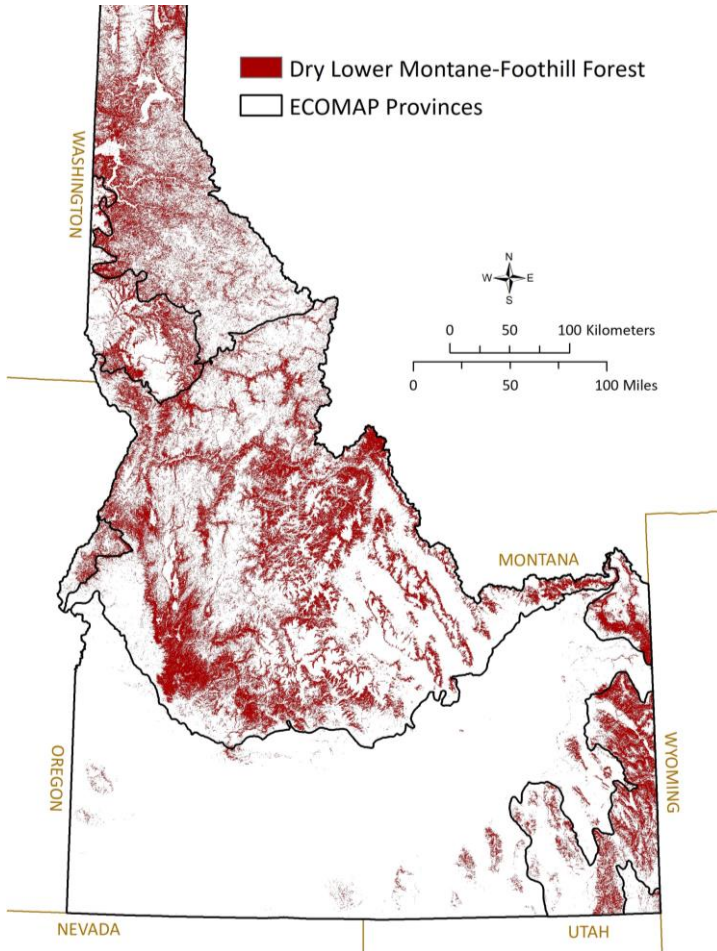 Dry Lower Montane-Foothill Forest
ECOMAP Provinces
WASHINGTON
N
W E
S
0 50 100 Kilometers
0 50 100 Miles
MONTANA
OREGON
WYOMING
NEVADA
UTAH